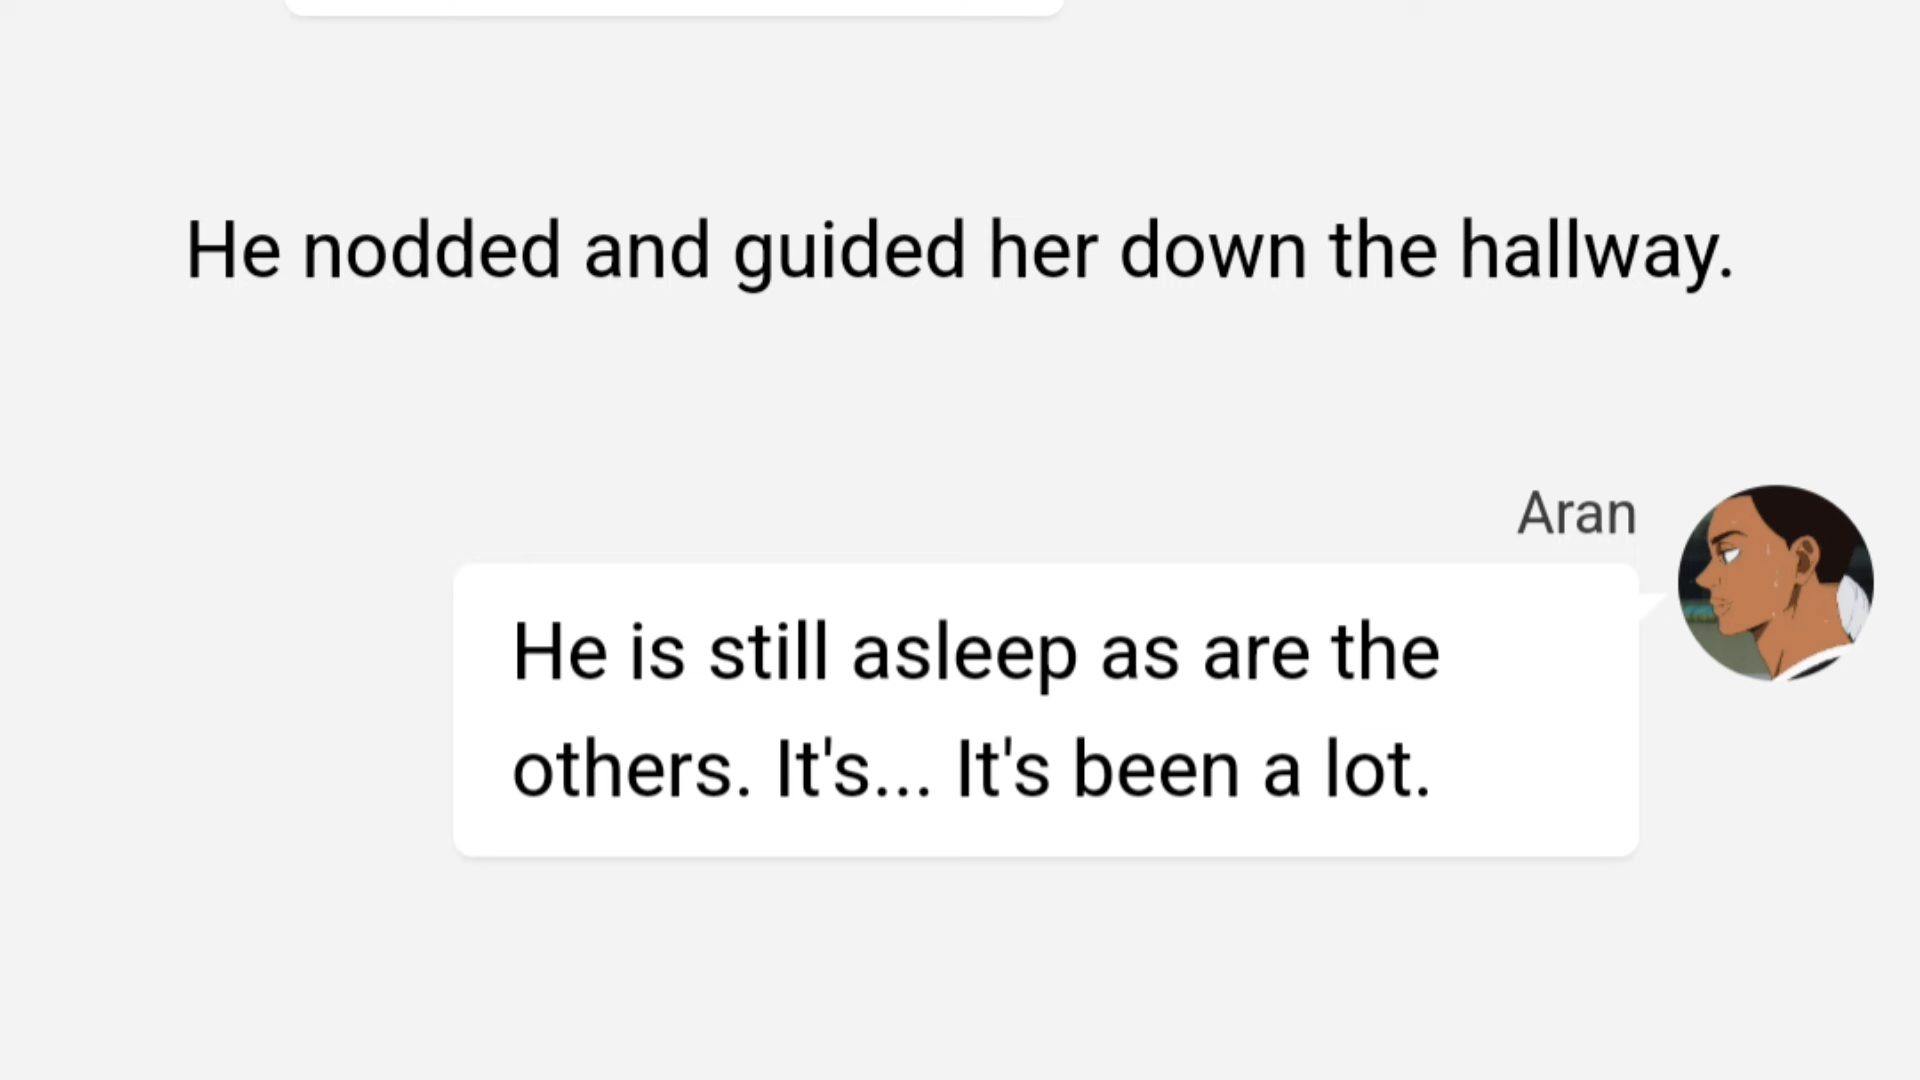 He nodded and guided her down the hallway.
Aran
He is still asleep as are the
others. It's... It's been a lot.